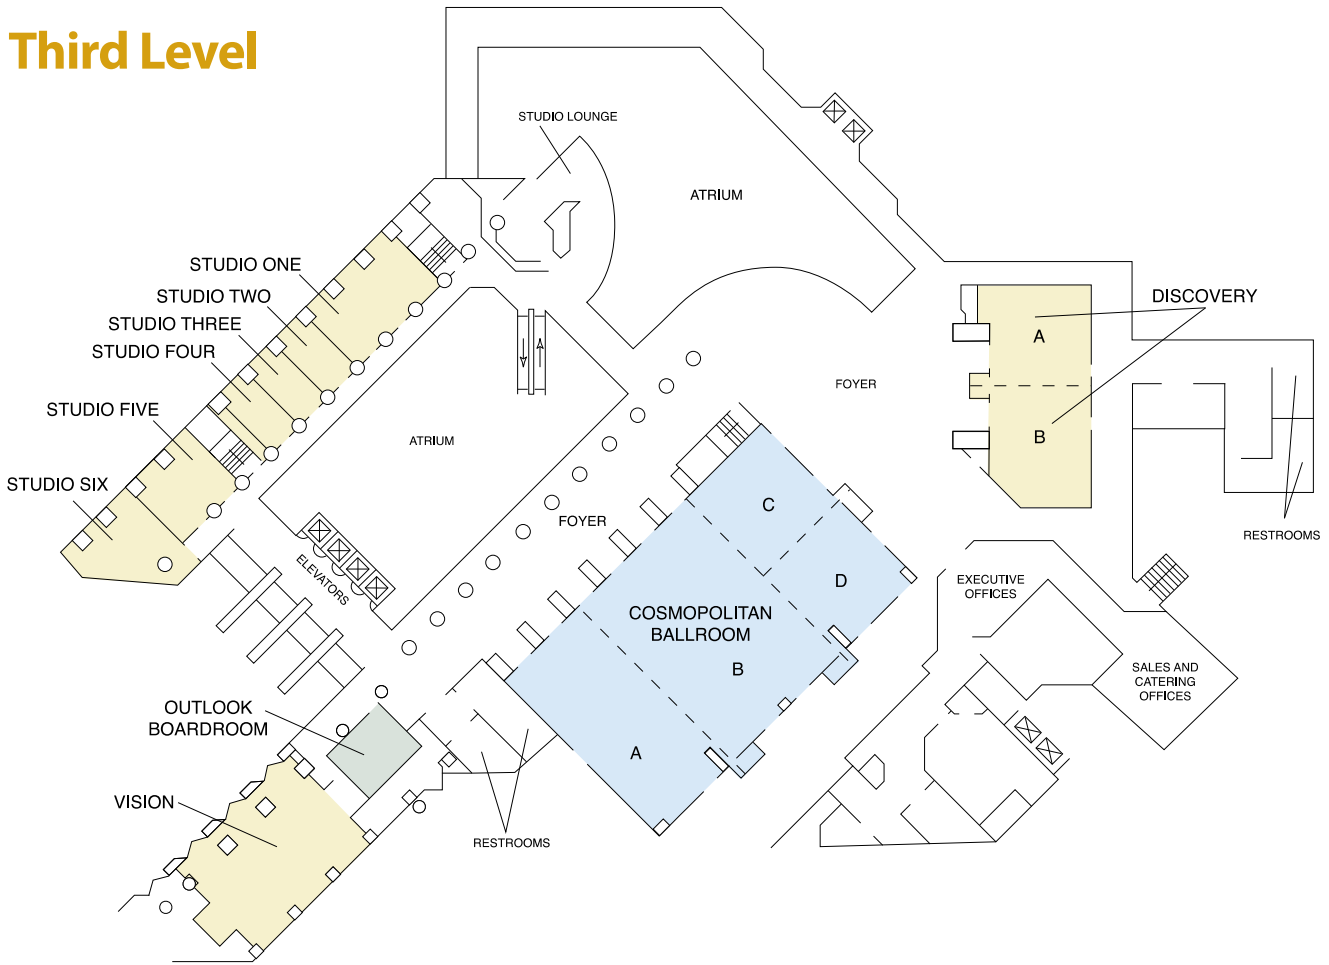 Third Level
STUDIO LOUNGE
ATRIUM
STUDIO ONE
STUDIO TWO
STUDIO THREE
STUDIO FOUR
STUDIO FIVE
STUDIO SIX
DISCOVERY
A
B
FOYER
ATRIUM
FOYER
ELEVATORS
RESTROOMS
EXECUTIVE
OFFICES
C
D
COSMOPOLITAN
BALLROOM
B
A
SALES AND
CATERING
OFFICES
OUTLOOK
BOARDROOM
VISION
RESTROOMS